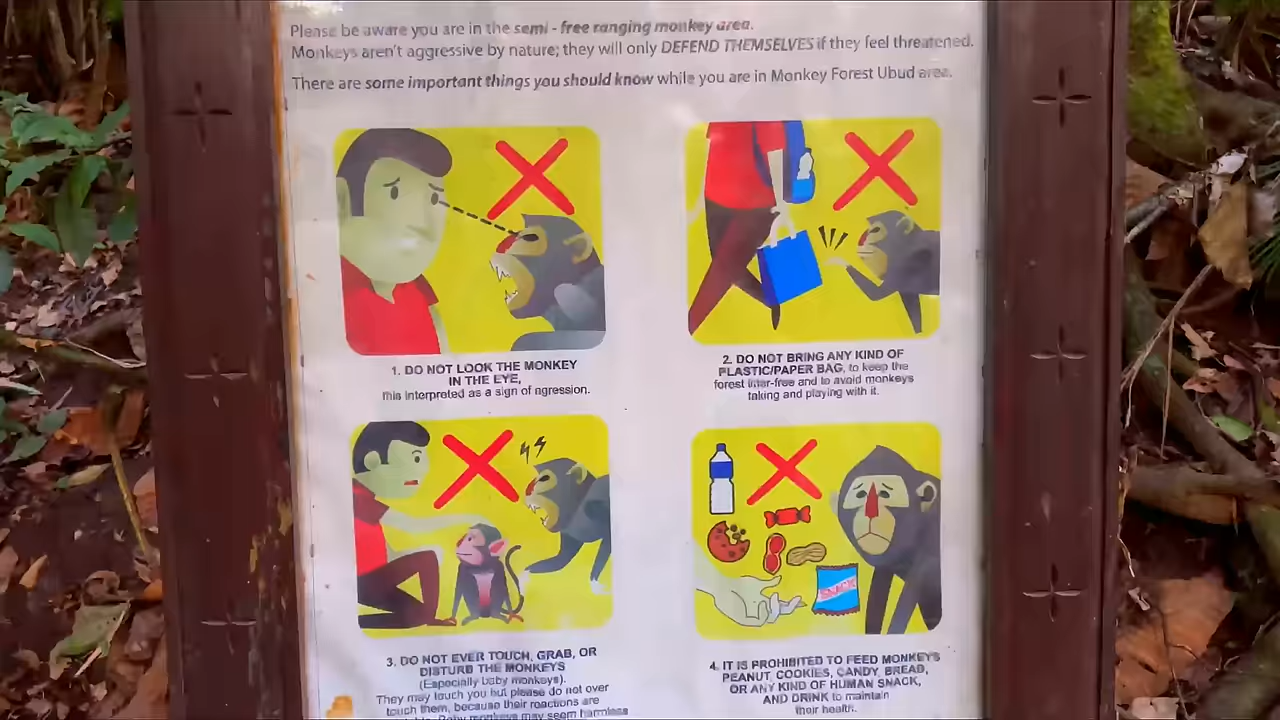 Please be aware you are in the semi - free ranging monkey area.
Monkeys aren't aggressive by nature; they will only DEFEND THEMSELVES if they feel threatened.
There are some important things you should know while you are in Monkey Forest Ubud area.
1. DO NOT LOOK THE MONKEY
IN THE EYE,
this interpreted as a sign of agression.
2. DO NOT BRING ANY KIND OF
PLASTIC/PAPER BAG, to keep the
forest litter-free and to avoid monkeys
taking and playing with it.
SNACK
3. DO NOT EVER TOUCH, GRAB, OR
DISTURB THE MONKEYS
(Especially baby monkeys).
They may touch you but please do not over
touch them, because their reactions are
Baby monkeys may seem harmless
4. IT IS PROHIBITED TO FEED MONKEYS
PEANUT, COOKIES, CANDY, BREAD,
OR ANY KIND OF HUMAN SNACK,
AND DRINK to maintain
their health.